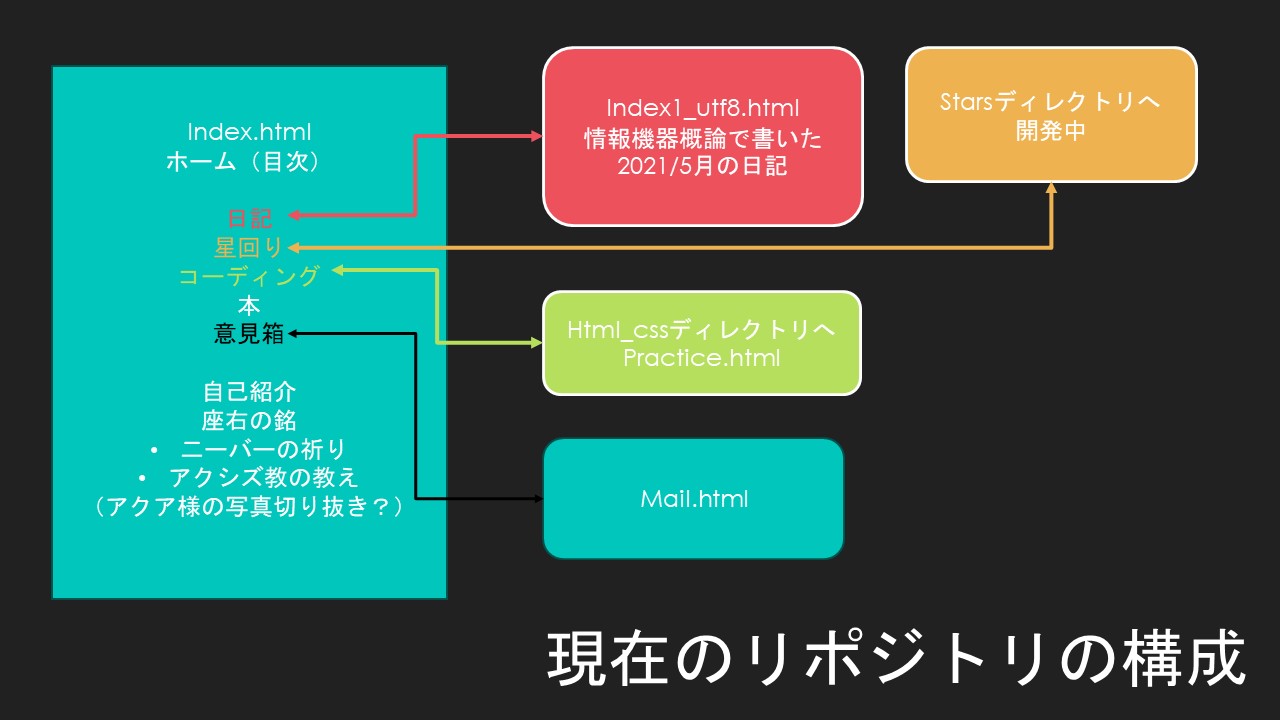 Index.html
ホーム（目次）
日記
星回り
コーディング
本
意見箱
自己紹介
座右の銘
• ニーバーの祈り
• アクシズ教の教え
（アクア様の写真切り抜き？）
Index1_utf8.html
情報機器概論で書いた
2021/5月の日記
Starsディレクトリへ
開発中
Html_cssディレクトリへ
Practice.html
Mail.html
現在のリポジトリの構成